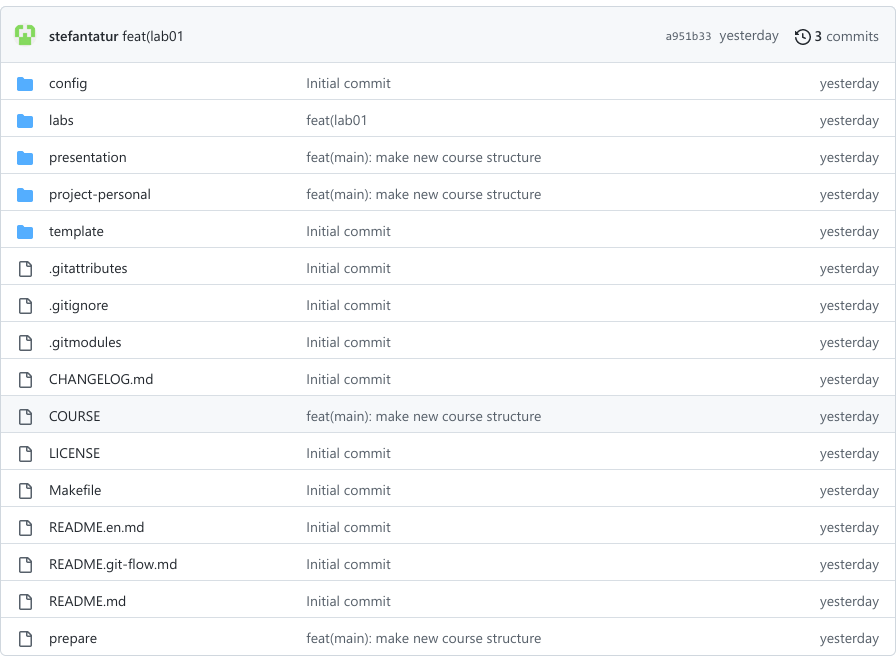 stefantatur feat(lab01 a951b33 yesterday 3 commits
config Initial commit yesterday
labs feat(lab01 yesterday
presentation feat(main): make new course structure yesterday
project-personal feat(main): make new course structure yesterday
template Initial commit yesterday
.gitattributes Initial commit yesterday
.gitignore Initial commit yesterday
.gitmodules Initial commit yesterday
CHANGELOG.md Initial commit yesterday
COURSE feat(main): make new course structure yesterday
LICENSE Initial commit yesterday
Makefile Initial commit yesterday
README.en.md Initial commit yesterday
README.git-flow.md Initial commit yesterday
README.md Initial commit yesterday
prepare feat(main): make new course structure yesterday